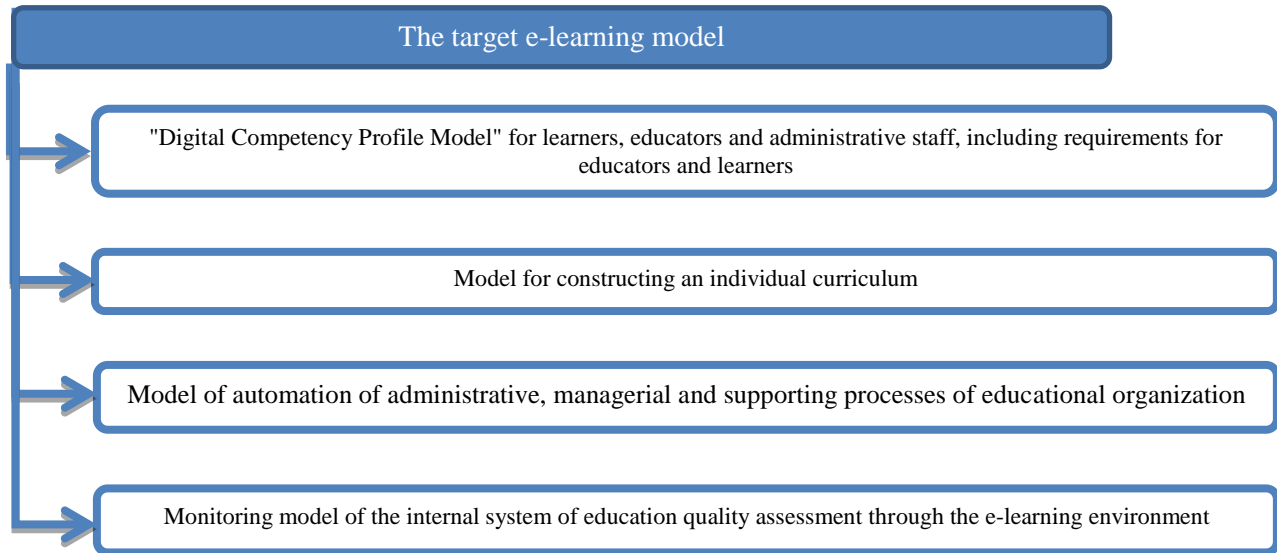 The target e-learning model
"Digital Competency Profile Model" for learners, educators and administrative staff, including requirements for
educators and learners
Model for constructing an individual curriculum
Model of automation of administrative, managerial and supporting processes of educational organization
Monitoring model of the internal system of education quality assessment through the e-learning environment